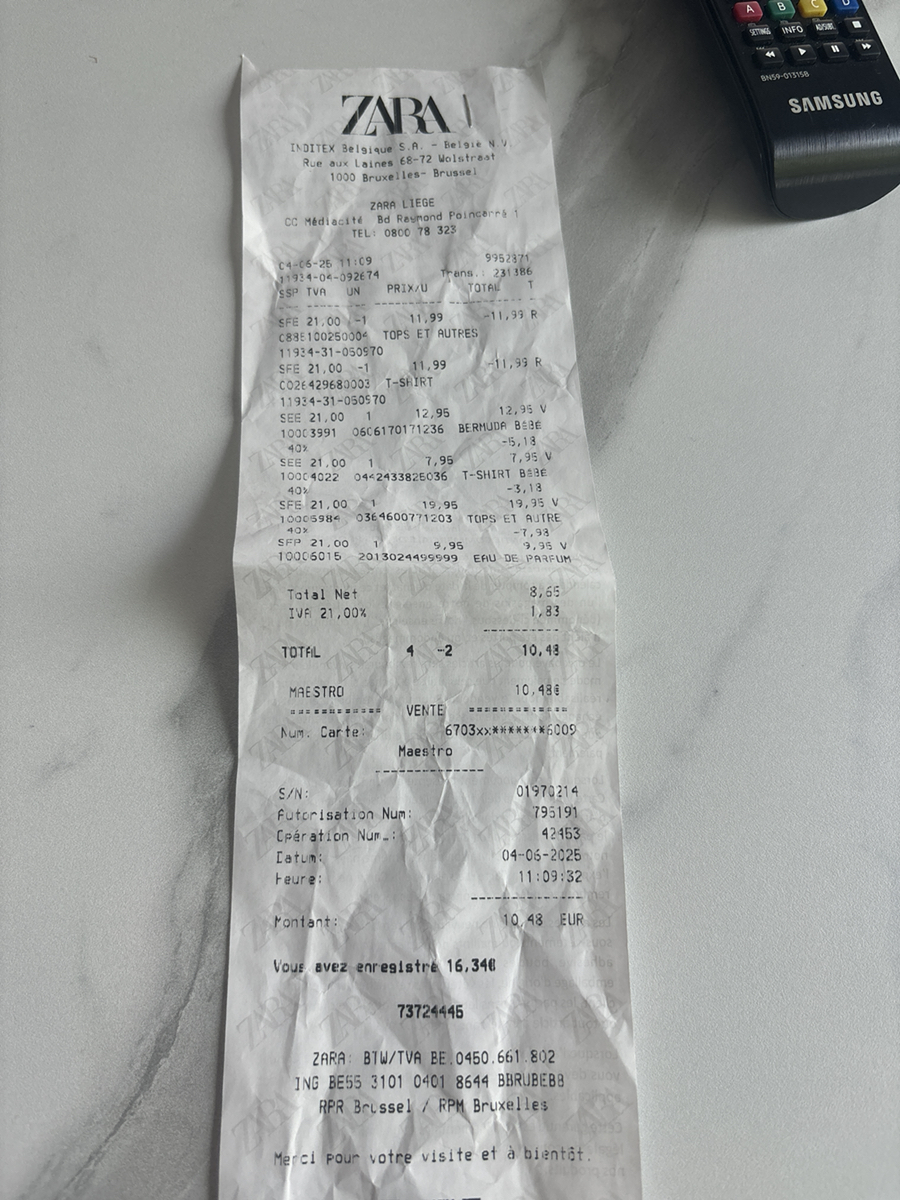 A B C D
SETTINGS INFO AD/SUBT.
BN59-01315B
SAMSUNG
ZARA
INDITEX Belgique S.A. - België N.V.
Rue aux Laines 68-72 Wolstraat
1000 Bruxelles- Brussel
ZARA LIEGE
CC Médiacité Bd Raymond Poincarré 1
TEL: 0800 78 323
04-06-25 11:09 9952871
11934-04-092674 Trans.: 231386
SSP TVA UN PRIX/U TOTAL T
SFE 21,00 -1 11,99 -11,99 R
TOPS ET AUTRES
11934-31-050970
SFE 21,00 -1 11,99 -11,99 R
C026429680003 T-SHIRT
11934-31-050970
SEE 21,00 1 12,95 12,95 V
10003991 0606170171236 BERMUDA BéBé
40% -5,18
SEE 21,00 1 7,95 7,95 V
10004022 0442433825036 T-SHIRT BéBé
40% -3,18
SFE 21,00 1 19,95 19,95 V
10005984 0364600771203 TOPS ET AUTRE
40% -7,98
SFP 21,00 1 9,95 9,95 V
10006015 2013024499999 EAU DE PARFUM
Total Net 8,65
IVA 21,00% 1,83
TOTAL 4 -2 10,48
MAESTRO 10,48€
=========== VENTE ============
Num. Carte: 6703xx*******6009
Maestro
S/N: 01970214
Autorisation Num: 795191
Opération Num.: 42453
Datum: 04-06-2025
Heure: 11:09:32
Montant: 10,48 EUR
Vous avez enregistré 16,34€
73724445
ZARA: BTW/TVA BE.0450.661.802
ING BE55 3101 0401 8644 BBRUBEBB
RPR Brussel / RPM Bruxelles
Merci pour votre visite et à bientôt.